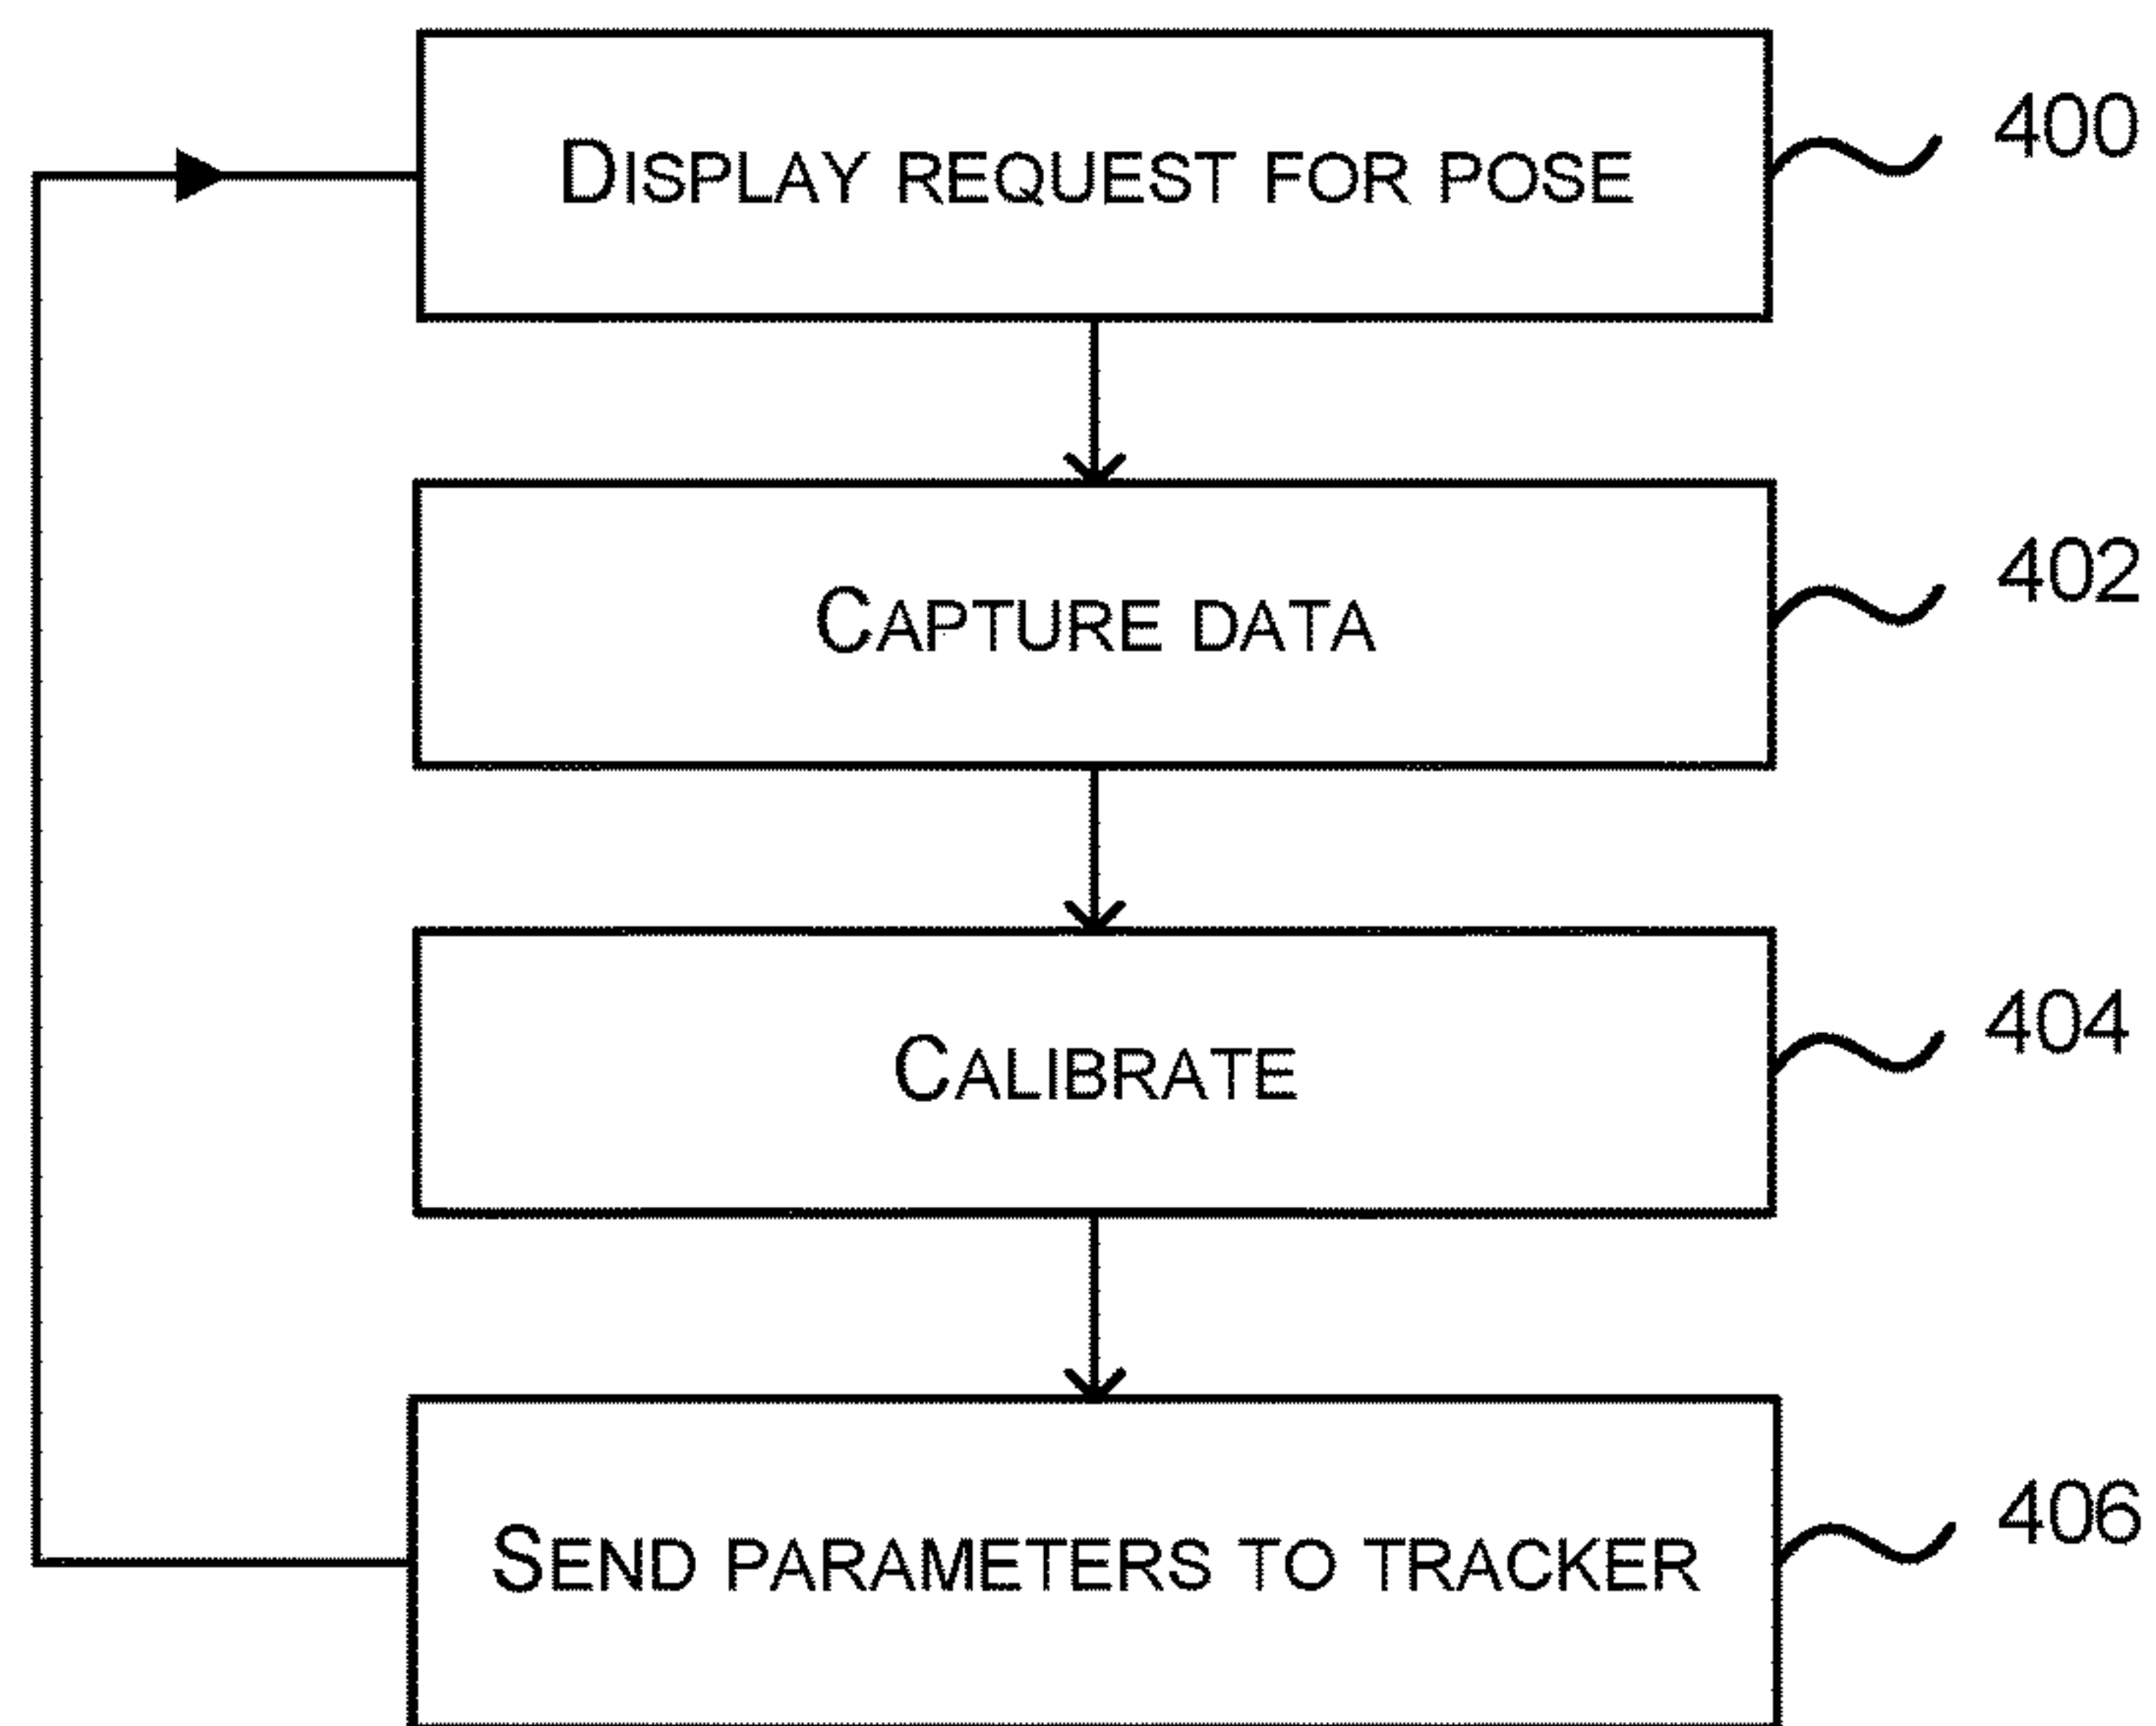 DISPLAY REQUEST FOR POSE
400
CAPTURE DATA
402
CALIBRATE
404
SEND PARAMETERS TO TRACKER
406